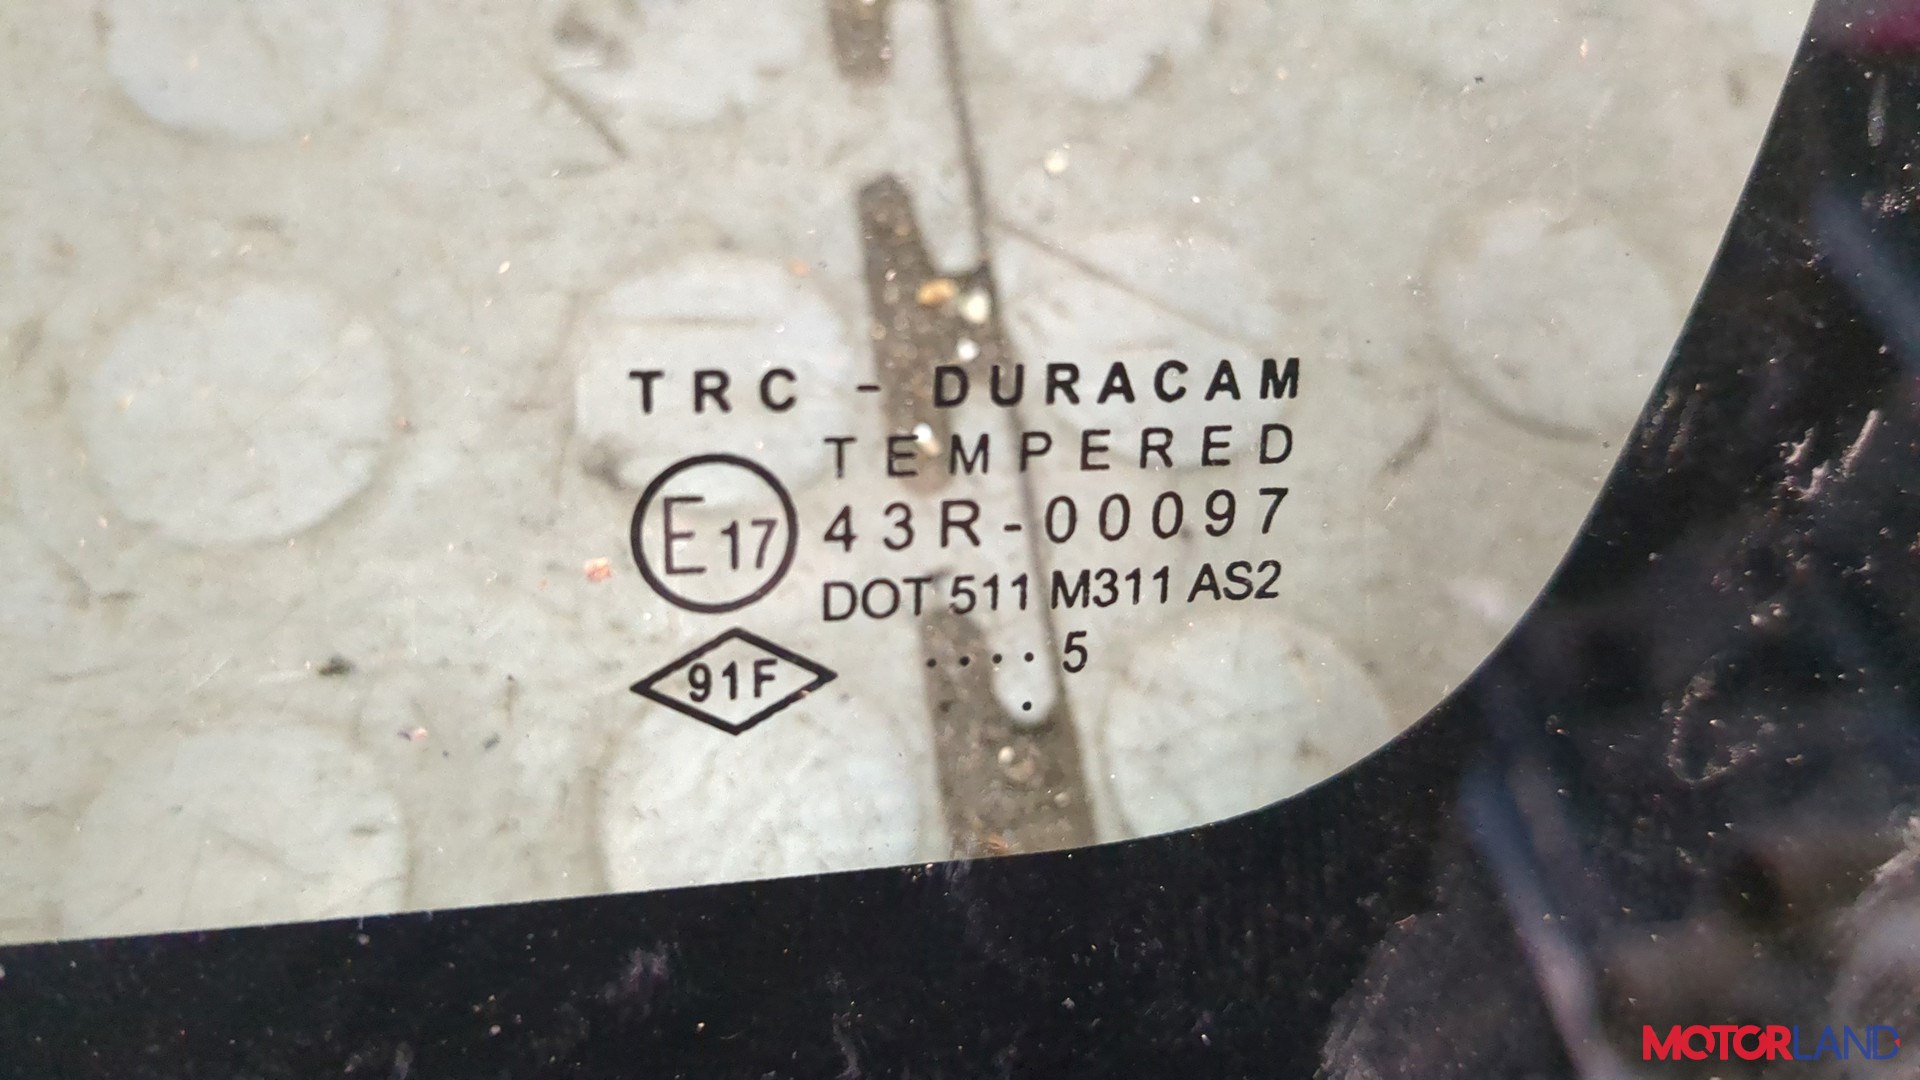 TRC - DURACAM
TEMPERED
E17 43R-00097
DOT 511 M311 AS2
91F
....5
.
MOTORLAND